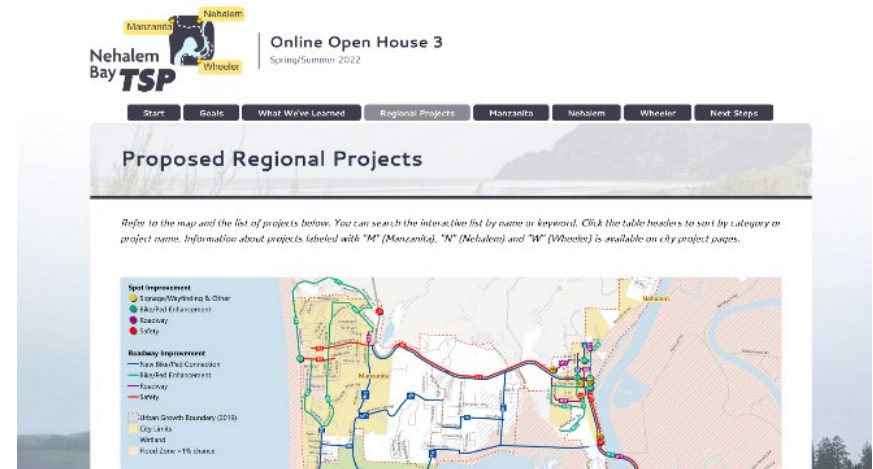 Nehalem
Manzanita
Nehalem
Bay TSP
Wheeler
Online Open House 3
Spring/Summer 2022
Start
Goals
What We've Learned
Regional Projects
Manzanita
Nehalem
Wheeler
Next Steps
Proposed Regional Projects
Refer to the map and the list of projects below. You can search the interactive list by name or keyword. Click the table headers to sort by category or
project name. Information about projects labeled with "M" (Manzanita), "N" (Nehalem) and "W" (Wheeler) is available on city project pages.
Spot Improvement
Signage/Wayfinding & Other
Bike/Ped Enhancement
Roadway
Safety
Roadway Improvement
New Bike/Ped Connection
Bike/Ped Enhancement
Roadway
Safety
Urban Growth Boundary (2019)
City Limits
Wetland
Flood Zone <1% chance
Nehalem
Manzanita